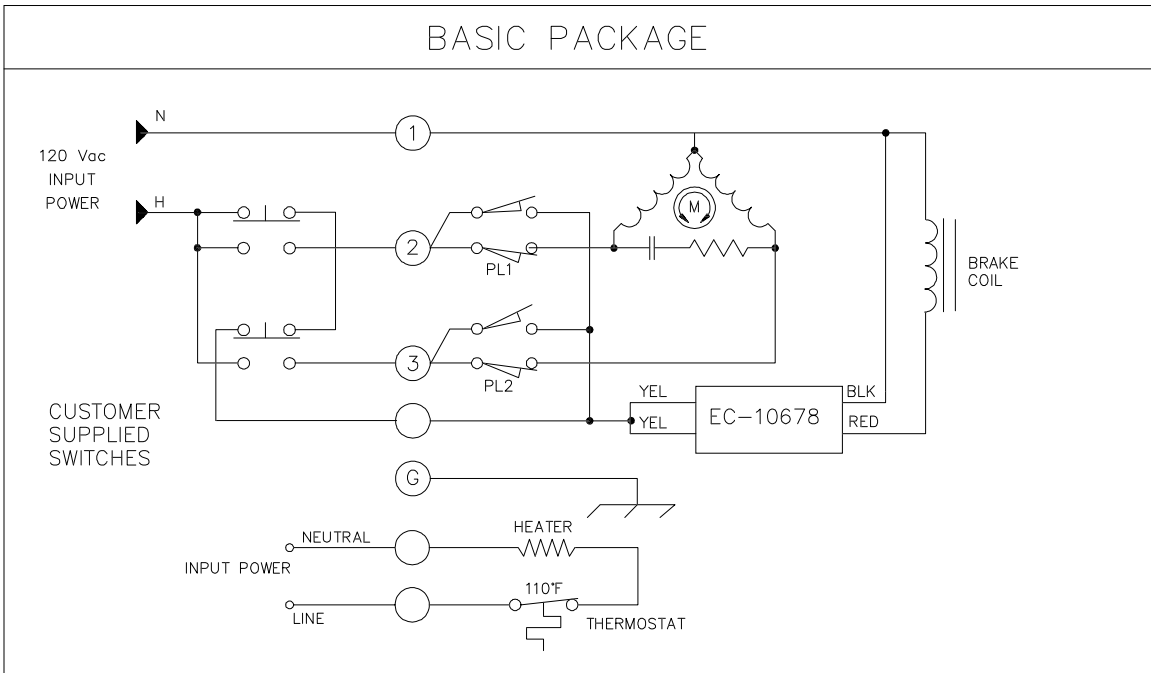 BASIC PACKAGE
N
1
120 Vac
INPUT
POWER
H
M
2
PL1
BRAKE
COIL
3
PL2
YEL
BLK
EC-10678
YEL
RED
CUSTOMER
SUPPLIED
SWITCHES
G
NEUTRAL
HEATER
INPUT POWER
110°F
LINE
THERMOSTAT